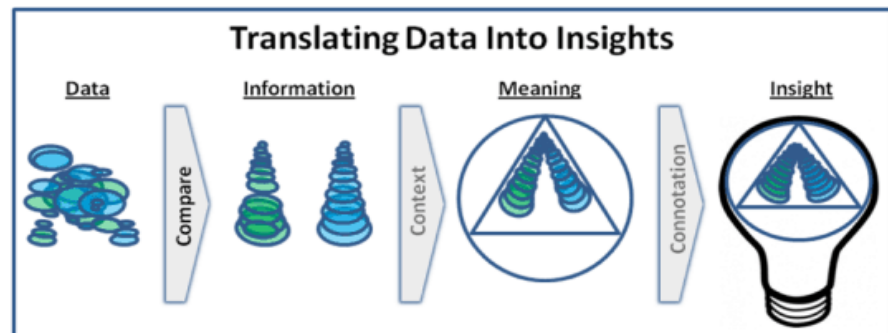 Translating Data Into Insights
Data
Information
Meaning
Insight
Compare
Context
Connotation